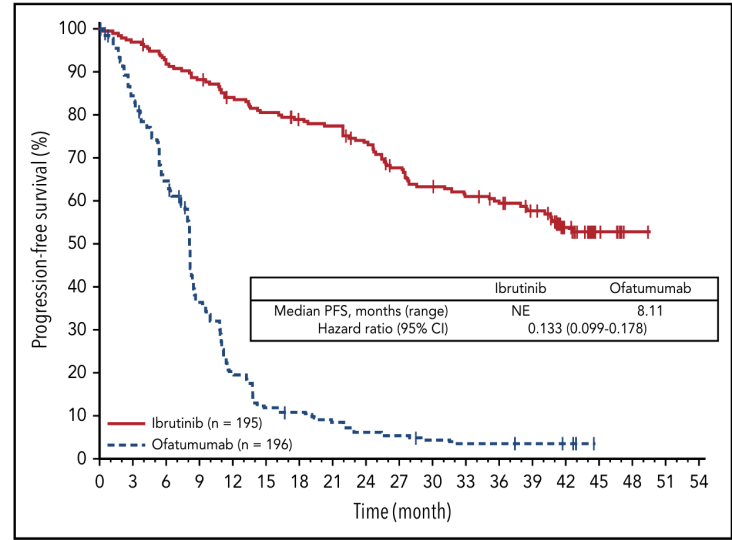 100
90
80
70
60
50
40
30
20
10
0
Progression-free survival (%)
Ibrutinib Ofatumumab
Median PFS, months (range) NE 8.11
Hazard ratio (95% CI) 0.133 (0.099-0.178)
Ibrutinib (n = 195)
Ofatumumab (n = 196)
0 3 6 9 12 15 18 21 24 27 30 33 36 39 42 45 48 51 54
Time (month)